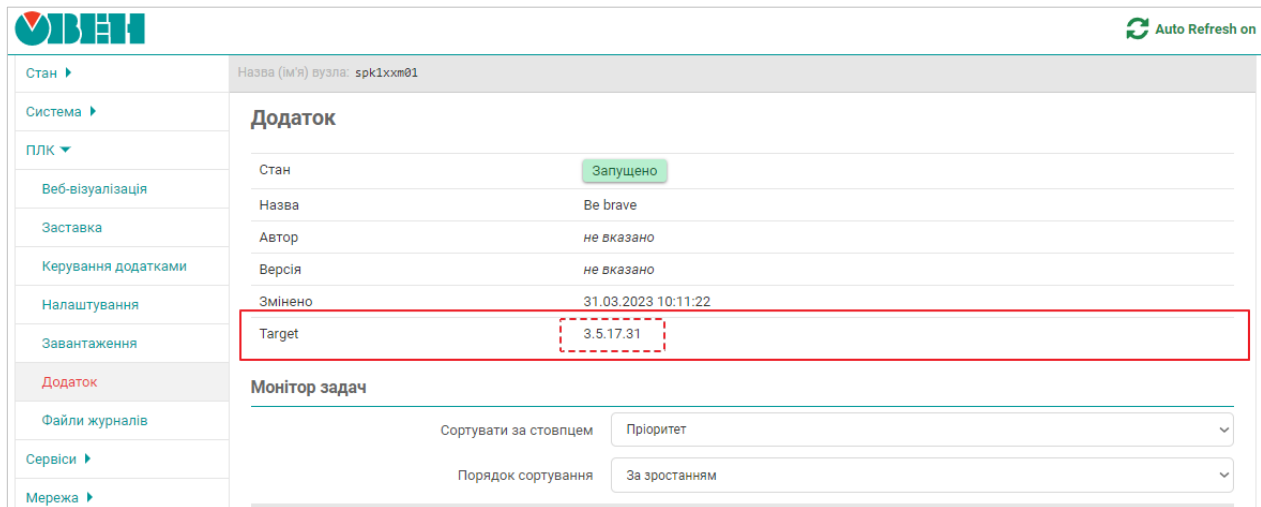 ОВЕН
Auto Refresh on
Стан
Система
ПЛК
Веб-візуалізація
Заставка
Керування додатками
Налаштування
Завантаження
Додаток
Файли журналів
Сервіси
Мережа
Назва (ім'я) вузла: spk1xxm01
Додаток
Стан Запущено
Назва Be brave
Автор не вказано
Версія не вказано
Змінено 31.03.2023 10:11:22
Target 3.5.17.31
Монітор задач
Сортувати за стовпцем Пріоритет
Порядок сортування За зростанням